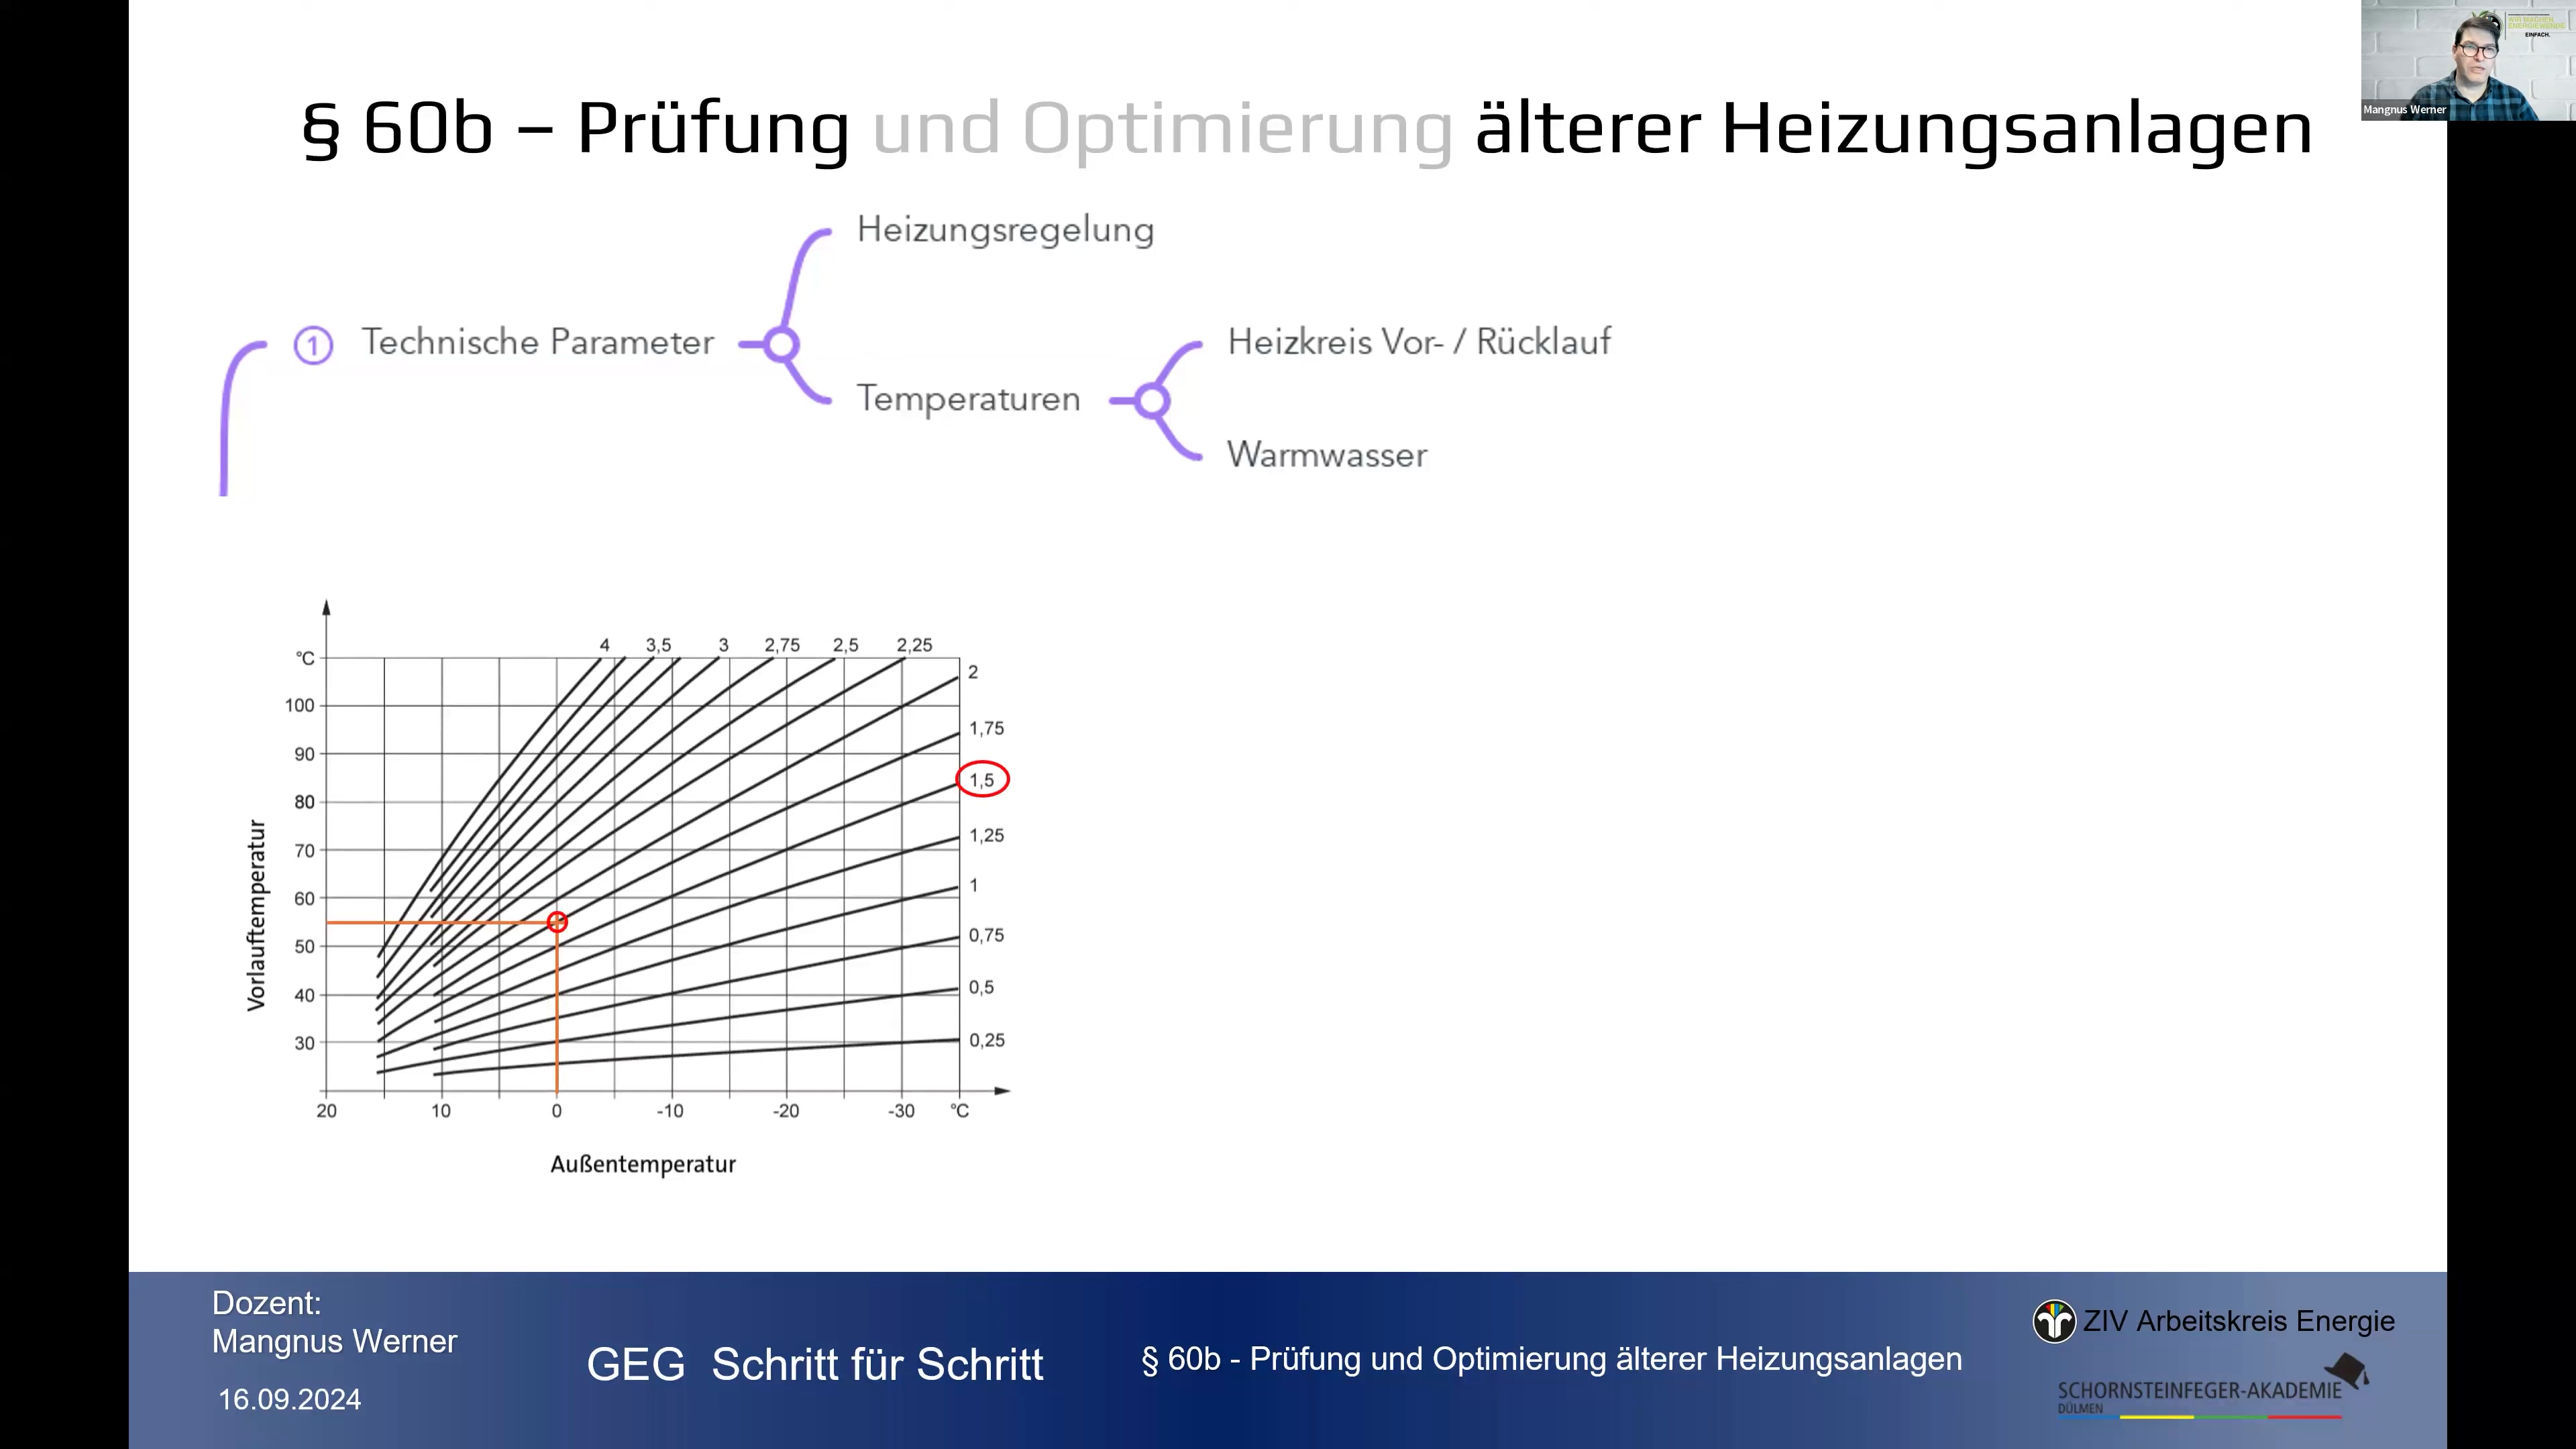 WIR MACHEN
ENERGIEWENDE
EINFACH.
Mangnus Werner
§ 60b – Prüfung und Optimierung älterer Heizungsanlagen
Heizungsregelung
1 Technische Parameter
Heizkreis Vor- / Rücklauf
Temperaturen
Warmwasser
4 3,5 3 2,75 2,5 2,25
°C
2
100
1,75
90
1,5
80
1,25
70
1
60
0,75
50
0,5
40
0,25
30
Vorlauftemperatur
20 10 0 -10 -20 -30 °C
Außentemperatur
Dozent:
Mangnus Werner
16.09.2024
GEG Schritt für Schritt
§ 60b - Prüfung und Optimierung älterer Heizungsanlagen
ZIV Arbeitskreis Energie
SCHORNSTEINFEGER-AKADEMIE
DÜLMEN